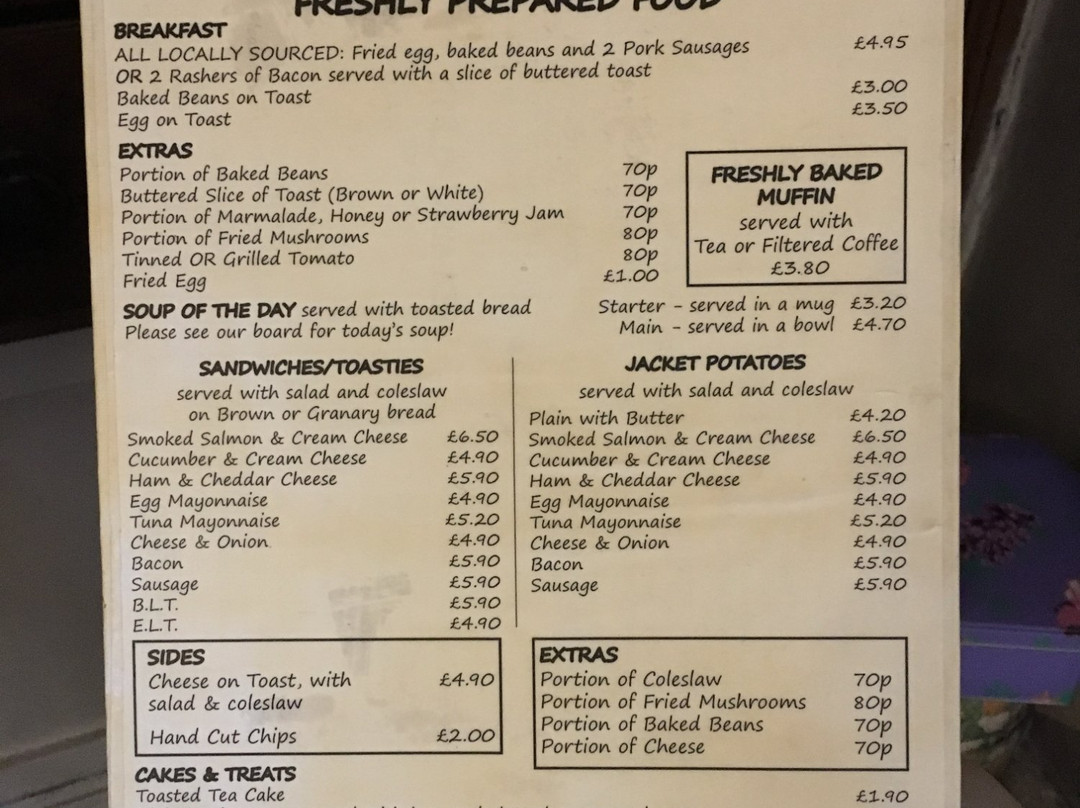 FRESHLY PREPARED FOOD
BREAKFAST
ALL LOCALLY SOURCED: Fried egg, baked beans and 2 Pork Sausages £4.95
OR 2 Rashers of Bacon served with a slice of buttered toast
Baked Beans on Toast £3.00
Egg on Toast £3.50
EXTRAS
Portion of Baked Beans 70p
Buttered Slice of Toast (Brown or White) 70p
Portion of Marmalade, Honey or Strawberry Jam 70p
Portion of Fried Mushrooms 80p
Tinned OR Grilled Tomato 80p
Fried Egg £1.00
FRESHLY BAKED
MUFFIN
served with
Tea or Filtered Coffee
£3.80
SOUP OF THE DAY served with toasted bread
Please see our board for today's soup!
Starter - served in a mug £3.20
Main - served in a bowl £4.70
SANDWICHES/TOASTIES
served with salad and coleslaw
on Brown or Granary bread
Smoked Salmon & Cream Cheese £6.50
Cucumber & Cream Cheese £4.90
Ham & Cheddar Cheese £5.90
Egg Mayonnaise £4.90
Tuna Mayonnaise £5.20
Cheese & Onion £4.90
Bacon £5.90
Sausage £5.90
B.L.T. £5.90
E.L.T. £4.90
JACKET POTATOES
served with salad and coleslaw
Plain with Butter £4.20
Smoked Salmon & Cream Cheese £6.50
Cucumber & Cream Cheese £4.90
Ham & Cheddar Cheese £5.90
Egg Mayonnaise £4.90
Tuna Mayonnaise £5.20
Cheese & Onion £4.90
Bacon £5.90
Sausage £5.90
SIDES
Cheese on Toast, with £4.90
salad & coleslaw
Hand Cut Chips £2.00
EXTRAS
Portion of Coleslaw 70p
Portion of Fried Mushrooms 80p
Portion of Baked Beans 70p
Portion of Cheese 70p
CAKES & TREATS
Toasted Tea Cake £1.90